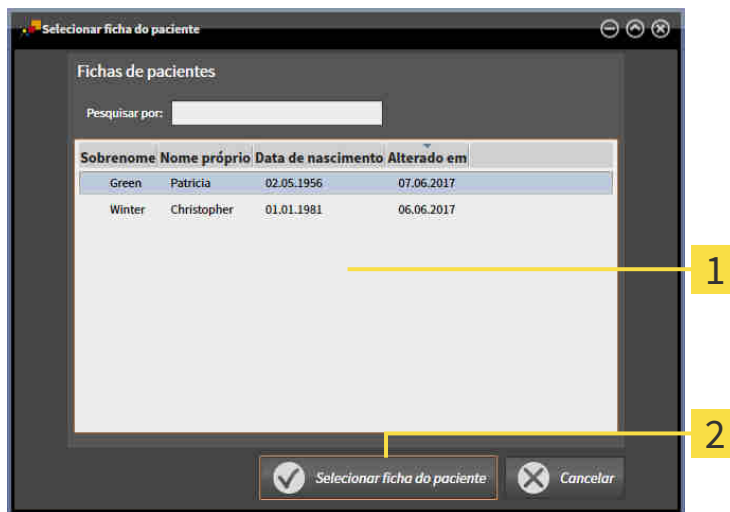 Selecionar ficha do paciente
Fichas de pacientes
Pesquisar por:
Sobrenome Nome próprio Data de nascimento Alterado em
Green Patricia 02.05.1956 07.06.2017
Winter Christopher 01.01.1981 06.06.2017
1
2
Selecionar ficha do paciente Cancelar